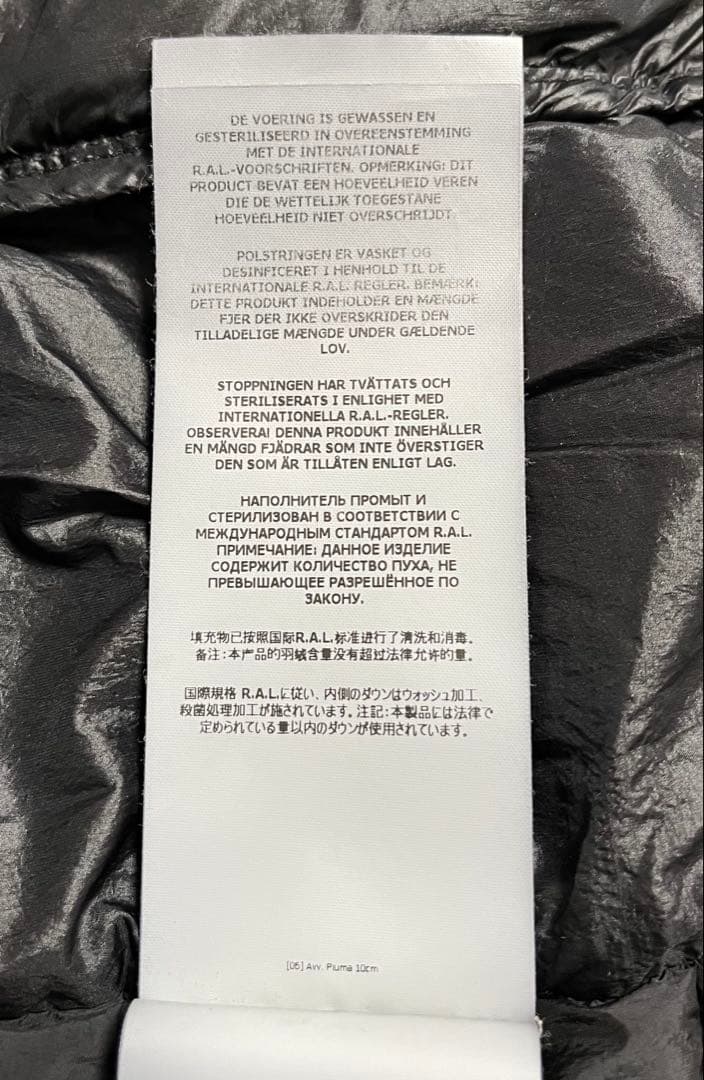 DE VOERING IS GEWASSEN EN
GESTERILISEERD IN OVEREENSTEMMING
MET DE INTERNATIONALE
R.A.L.-VOORSCHRIFTEN. OPMERKING: DIT
PRODUCT BEVAT EEN HOEVEELHEID VEREN
DIE DE WETTELIJK TOEGESTANE
HOEVEELHEID NIET OVERSCHRIJDT.
POLSTRINGEN ER VASKET OG
DESINFICERET I HENHOLD TIL DE
INTERNATIONALE R.A.L. REGLER. BEMÆRK:
DETTE PRODUKT INDEHOLDER EN MÆNGDE
FJER DER IKKE OVERSKRIDER DEN
TILLADELIGE MÆNGDE UNDER GÆLDENDE
LOV.
STOPPNINGEN HAR TVÄTTATS OCH
STERILISERATS I ENLIGHET MED
INTERNATIONELLA R.A.L.-REGLER.
OBSERVERA! DENNA PRODUKT INNEHÅLLER
EN MÄNGD FJÄDRAR SOM INTE ÖVERSTIGER
DEN SOM ÄR TILLÅTEN ENLIGT LAG.
НАПОЛНИТЕЛЬ ПРОМЫТ И
СТЕРИЛИЗОВАН В СООТВЕТСТВИИ С
МЕЖДУНАРОДНЫМ СТАНДАРТОМ R.A.L.
ПРИМЕЧАНИЕ: ДАННОЕ ИЗДЕЛИЕ
СОДЕРЖИТ КОЛИЧЕСТВО ПУХА, НЕ
ПРЕВЫШАЮЩЕЕ РАЗРЕШЁННОЕ ПО
ЗАКОНУ.
填充物已按照国际R.A.L.标准进行了清洗和消毒。
备注:本产品的羽绒含量没有超过法律允许的量。
国際規格 R.A.L.に従い、内側のダウンはウォッシュ加工、
殺菌処理加工が施されています。注記:本製品には法律で
定められている量以内のダウンが使用されています。
[05] Avv. Piuma 10cm